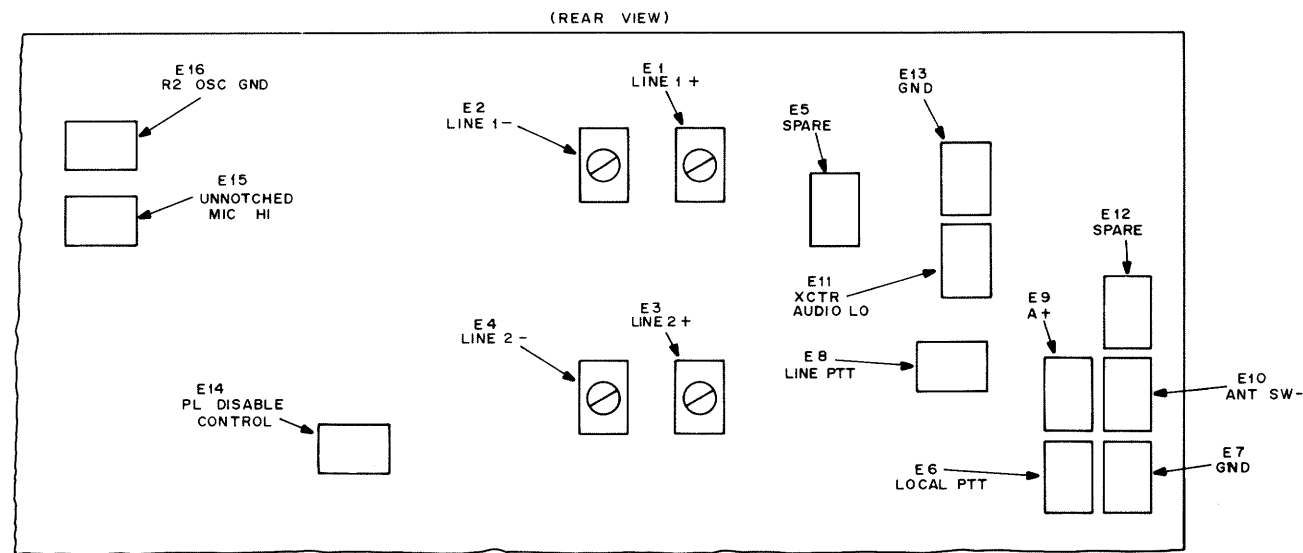 (REAR VIEW)
E16
R2 OSC GND
E15
UNNOTCHED
MIC HI
E2
LINE 1-
E1
LINE 1+
E5
SPARE
E13
GND
E12
SPARE
E11
XCTR
AUDIO LO
E9
A+
E4
LINE 2-
E3
LINE 2+
E8
LINE PTT
E10
ANT SW-
E14
PL DISABLE
CONTROL
E6
LOCAL PTT
E7
GND